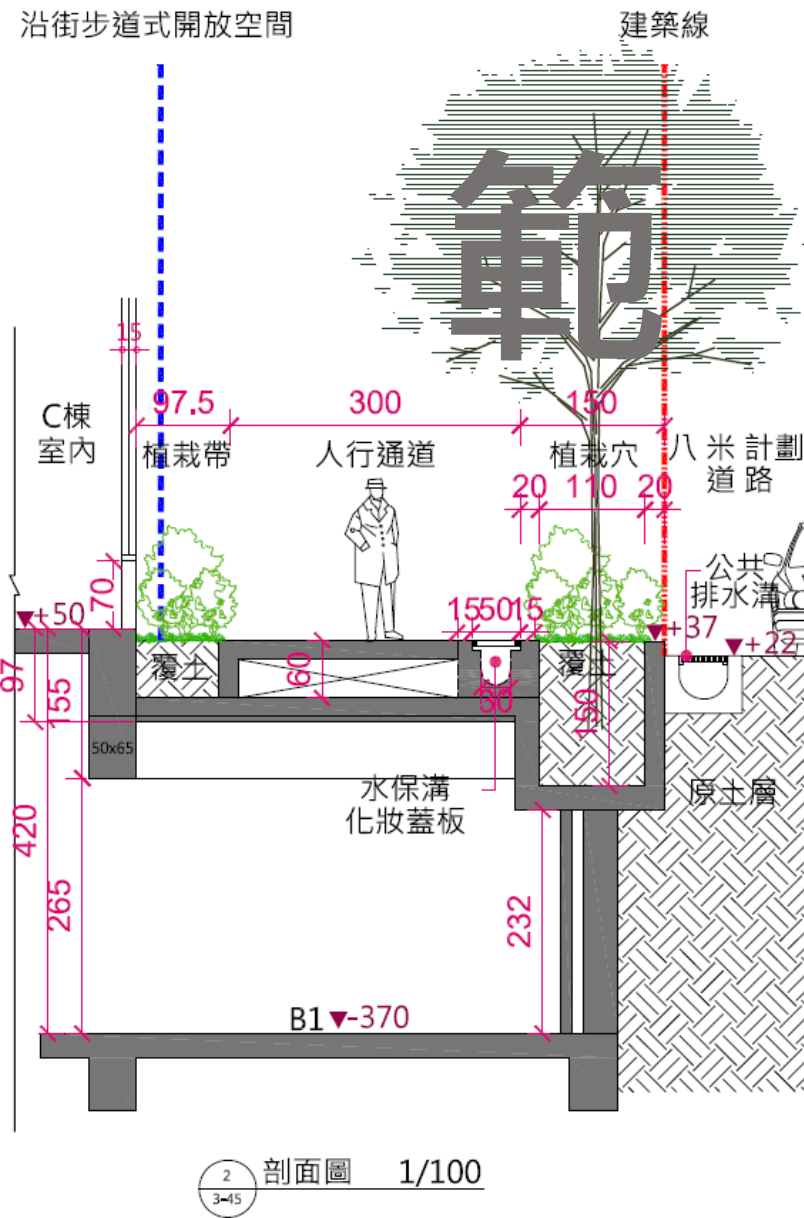 沿街步道式開放空間
建築線
範
15
97.5
300
150
C棟
室內
植栽帶
人行通道
植栽穴
八米計劃
道路
20
110
20
70
公共
排水溝
+50
15
50
15
+37
+22
覆土
60
覆土
97
155
30
150
50x65
水保溝
化妝蓋板
原土層
420
265
232
B1
-370
2
3-45
剖面圖 1/100